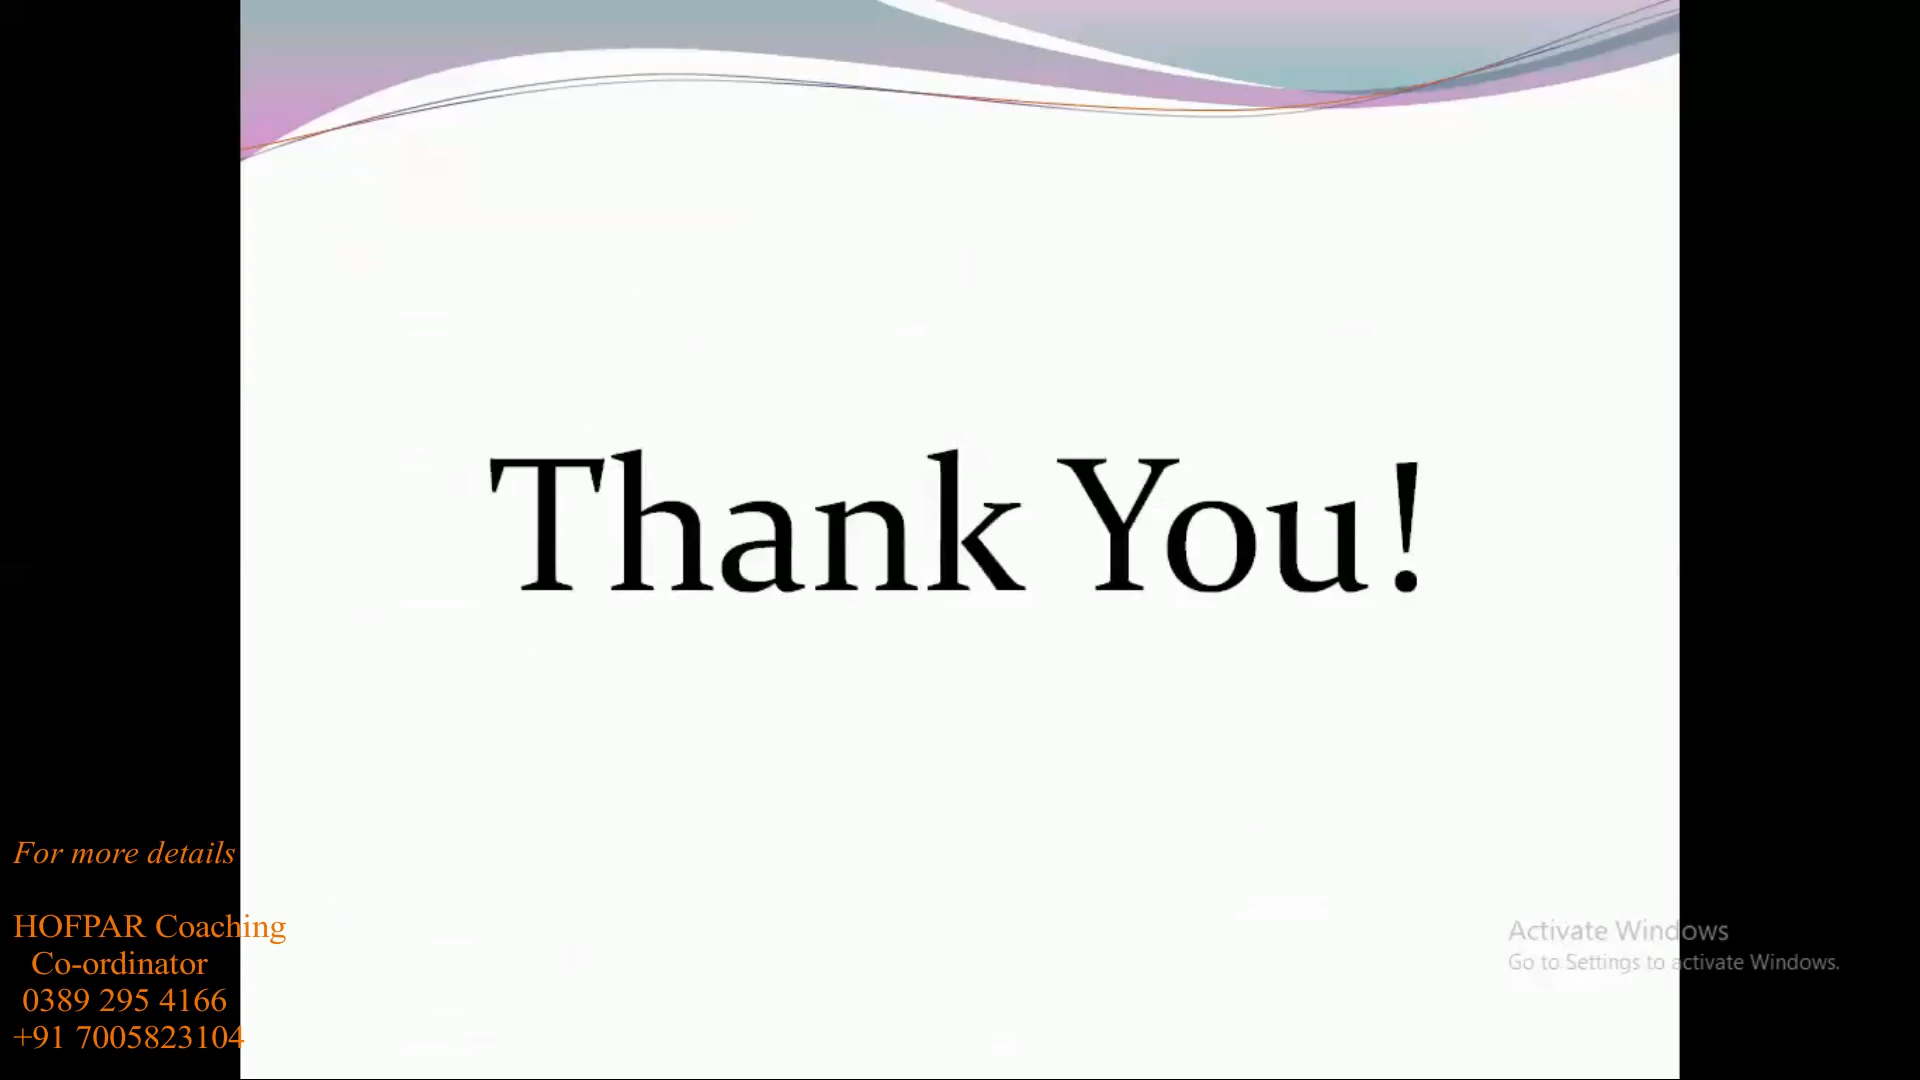 Thank You!
For more details
HOFPAR Coaching
Co-ordinator
0389 295 4166
+91 7005823104
Activate Windows
Go to Settings to activate Windows.